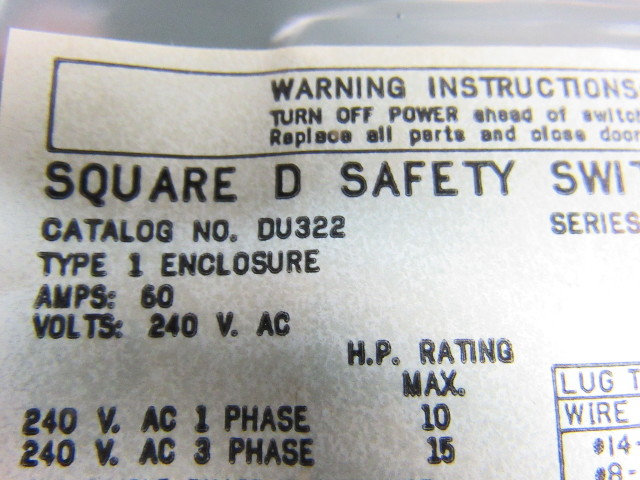 WARNING INSTRUCTIONS
TURN OFF POWER ahead of switch
Replace all parts and close door
SQUARE D SAFETY SWIT
CATALOG NO. DU322 SERIES
TYPE 1 ENCLOSURE
AMPS: 60
VOLTS: 240 V. AC
H.P. RATING
MAX.
LUG T
240 V. AC 1 PHASE 10 WIRE
240 V. AC 3 PHASE 15 #14-
#8-